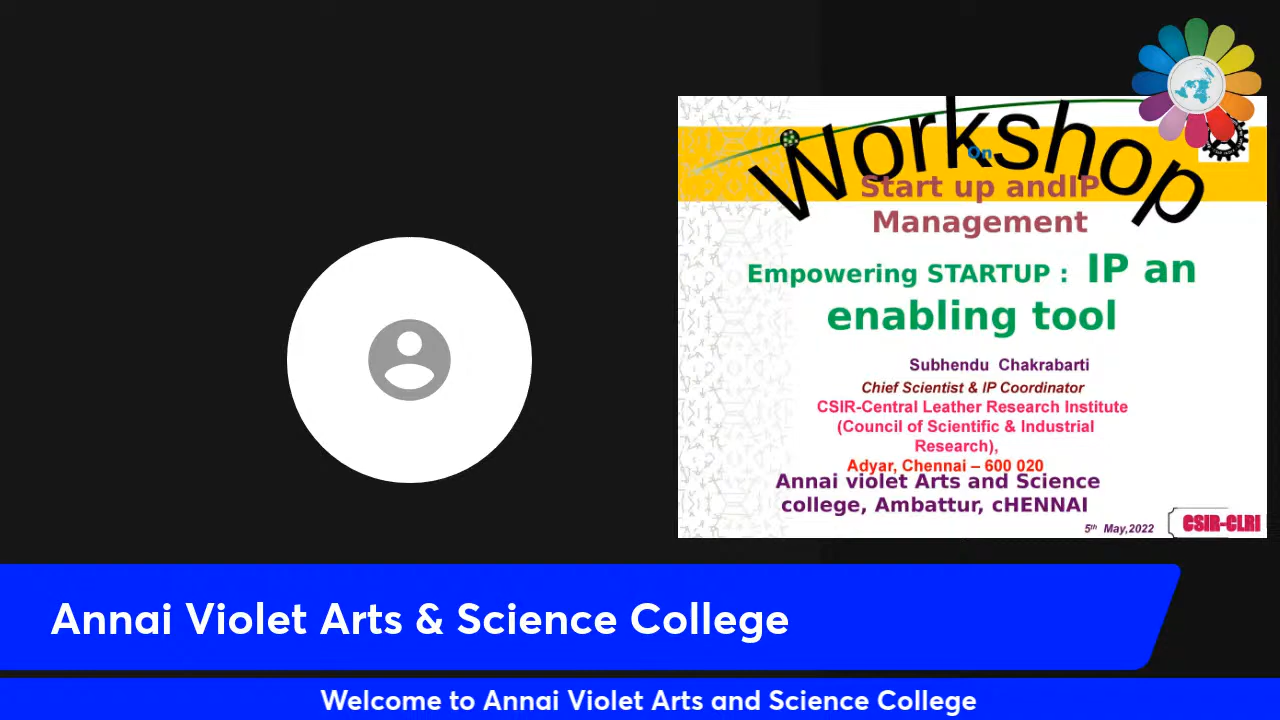 Workshop
On
Start up andIP
Management
Empowering STARTUP : IP an
enabling tool
Subhendu Chakrabarti
Chief Scientist & IP Coordinator
CSIR-Central Leather Research Institute
(Council of Scientific & Industrial
Research),
Adyar, Chennai – 600 020
Annai violet Arts and Science
college, Ambattur, cHENNAI
5th May,2022
CSIR-CLRI
Annai Violet Arts & Science College
Welcome to Annai Violet Arts and Science College